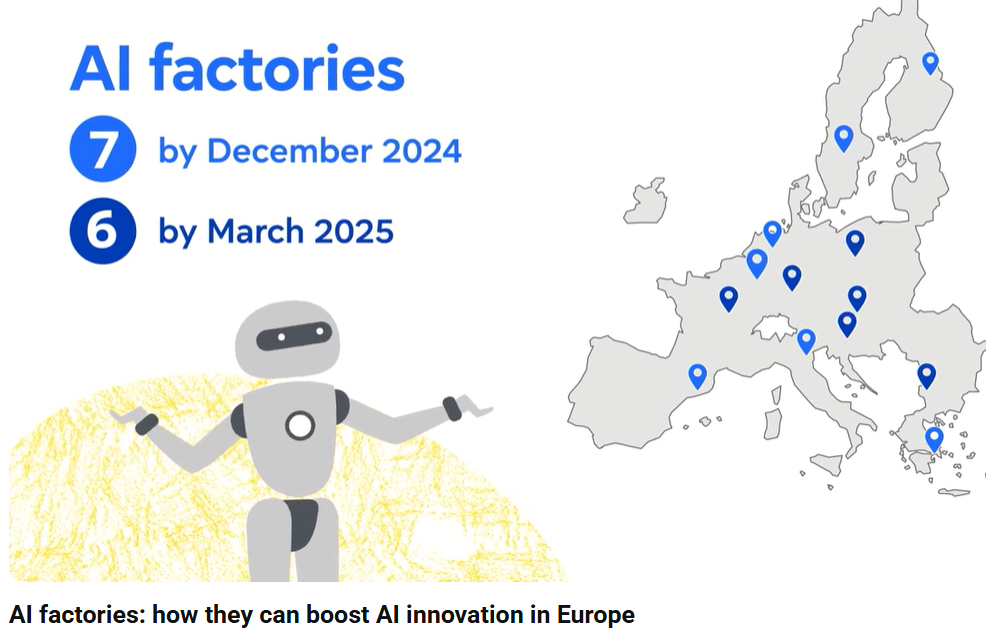 AI factories
7 by December 2024
6 by March 2025
AI factories: how they can boost AI innovation in Europe